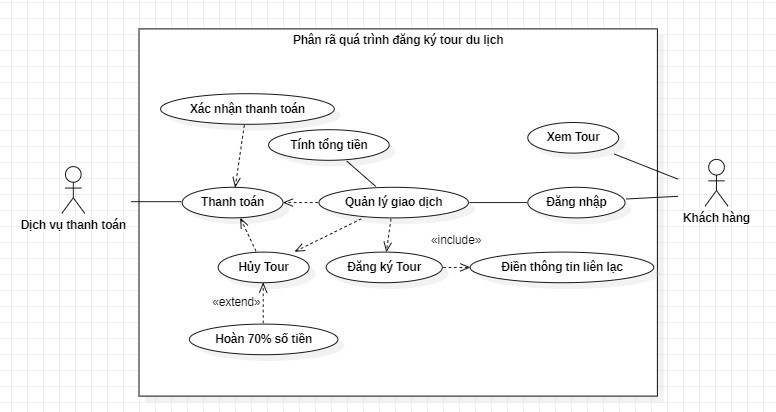 Phân rã quá trình đăng ký tour du lịch
Xác nhận thanh toán
Tính tổng tiền
Xem Tour
Thanh toán
Quản lý giao dịch
Đăng nhập
Dịch vụ thanh toán
Khách hàng
«include»
Hủy Tour
Đăng ký Tour
Điền thông tin liên lạc
«extend»
Hoàn 70% số tiền